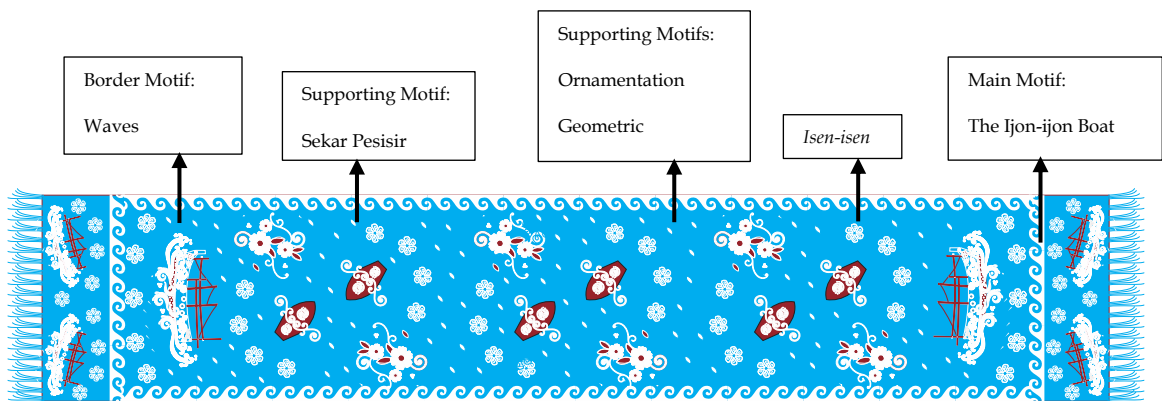 Border Motif:
Waves
Supporting Motif:
Sekar Pesisir
Supporting Motifs:
Ornamentation
Geometric
Isen-isen
Main Motif:
The Ijon-ijon Boat